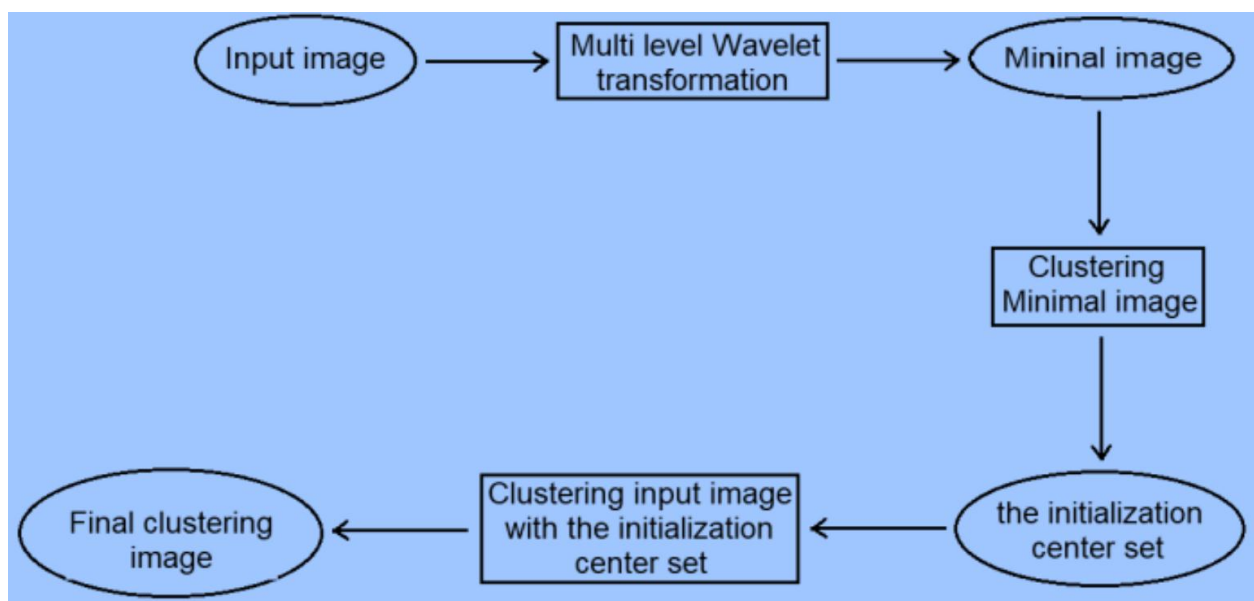 Input image
Multi level Wavelet
transformation
Mininal image
Clustering
Minimal image
the initialization
center set
Clustering input image
with the initialization
center set
Final clustering
image